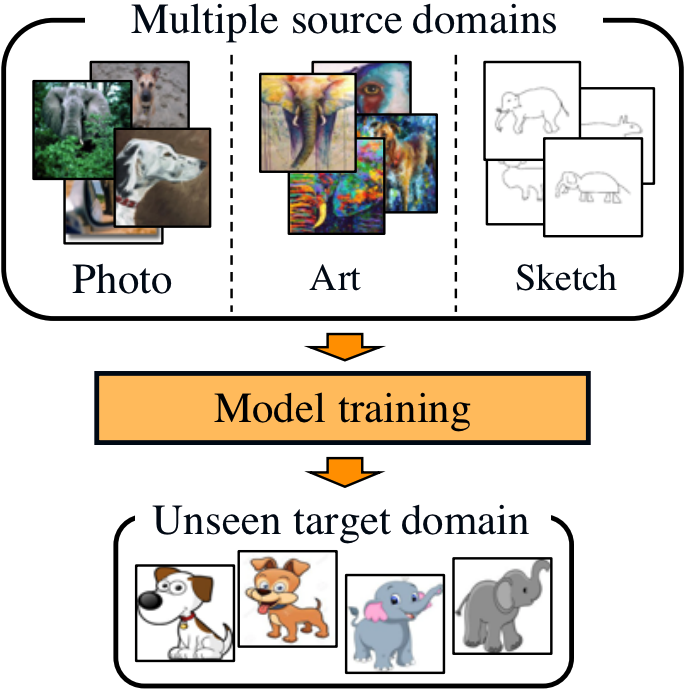 Multiple source domains
Photo
Art
Sketch
Model training
Unseen target domain